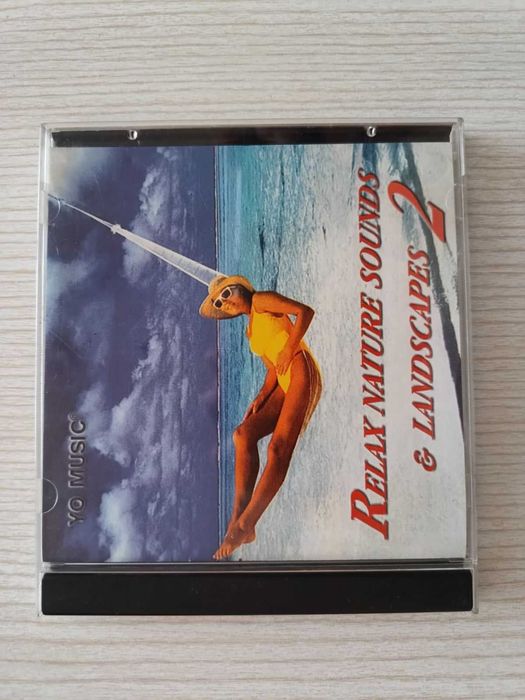 YO MUSIC®
RELAX NATURE SOUNDS
& LANDSCAPES 2